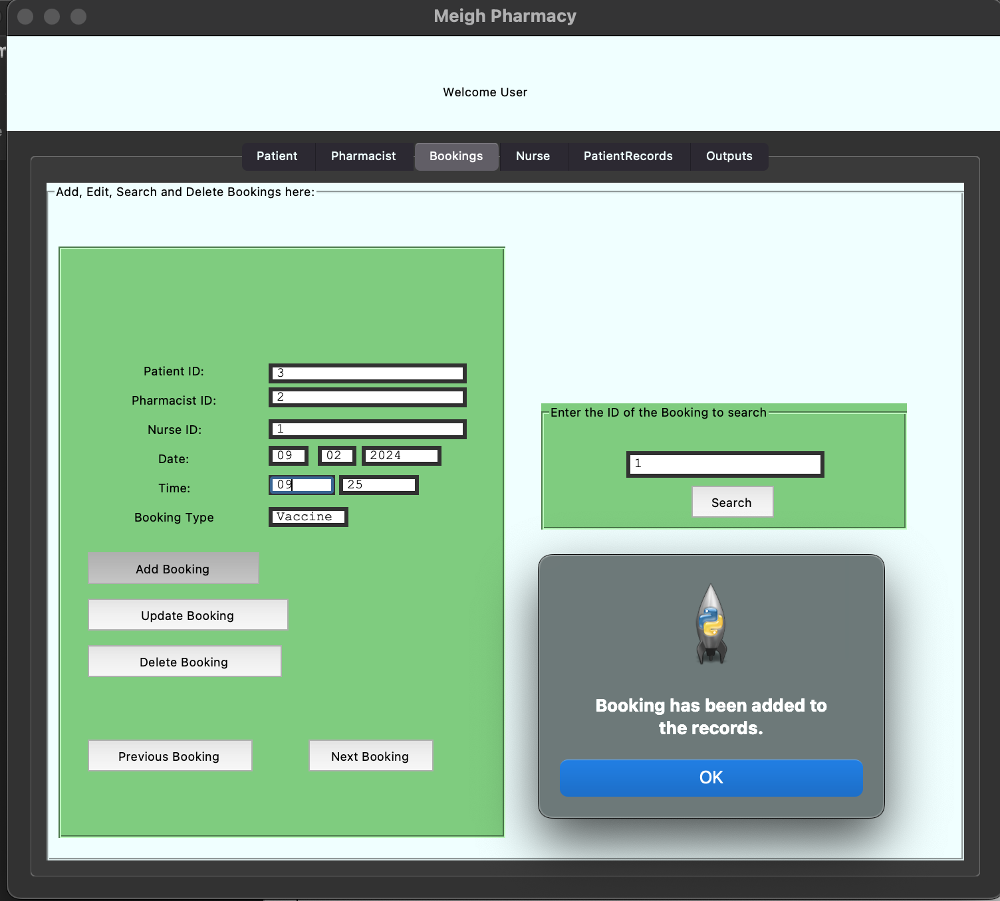 Meigh Pharmacy
Welcome User
Patient Pharmacist Bookings Nurse PatientRecords Outputs
Add, Edit, Search and Delete Bookings here:
Patient ID: 3
Pharmacist ID: 2
Nurse ID: 1
Date: 09 02 2024
Time: 09 25
Booking Type Vaccine
Add Booking
Update Booking
Delete Booking
Previous Booking Next Booking
Enter the ID of the Booking to search
1
Search
Booking has been added to
the records.
OK